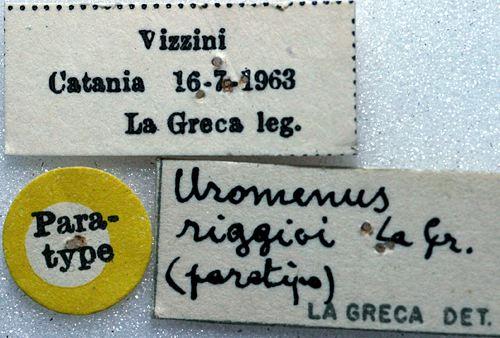 Vizzini
Catania 16-7-1963
La Greca leg.
Para-
type
Uromenus
riggioi La Gr.
(paratipo)
LA GRECA DET.